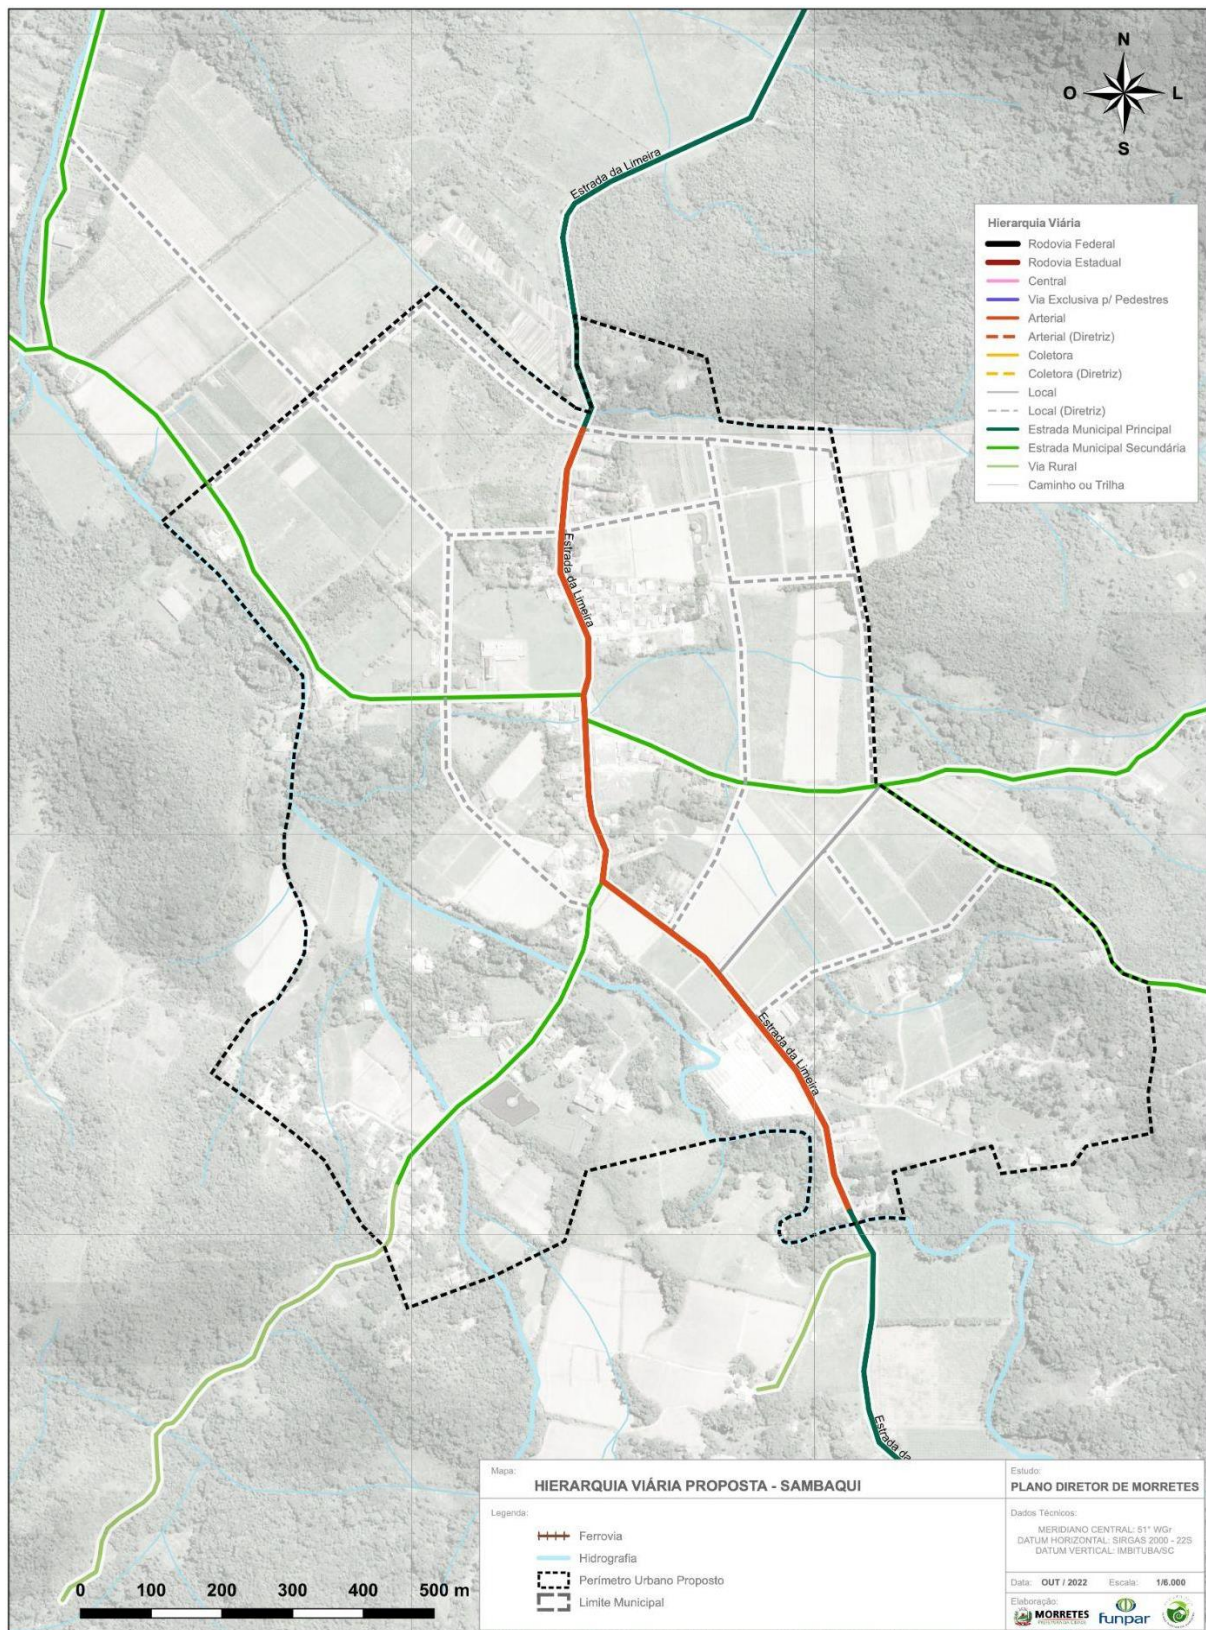 N
O L
S
Estrada da Limeira
Hierarquia Viária
Rodovia Federal
Rodovia Estadual
Central
Via Exclusiva p/ Pedestres
Arterial
Arterial (Diretriz)
Coletora
Coletora (Diretriz)
Local
Local (Diretriz)
Estrada Municipal Principal
Estrada Municipal Secundária
Via Rural
Caminho ou Trilha
Estrada da Limeira
Estrada da Limeira
Estrada da
Mapa:
HIERARQUIA VIÁRIA PROPOSTA - SAMBAQUI
Legenda:
Ferrovia
Hidrografia
Perímetro Urbano Proposto
Limite Municipal
Estudo:
PLANO DIRETOR DE MORRETES
Dados Técnicos:
MERIDIANO CENTRAL: 51° WGr
DATUM HORIZONTAL: SIRGAS 2000 - 22S
DATUM VERTICAL: IMBITUBA/SC
Data: OUT / 2022 Escala: 1/6.000
Elaboração:
MORRETES
funpar
0 100 200 300 400 500 m